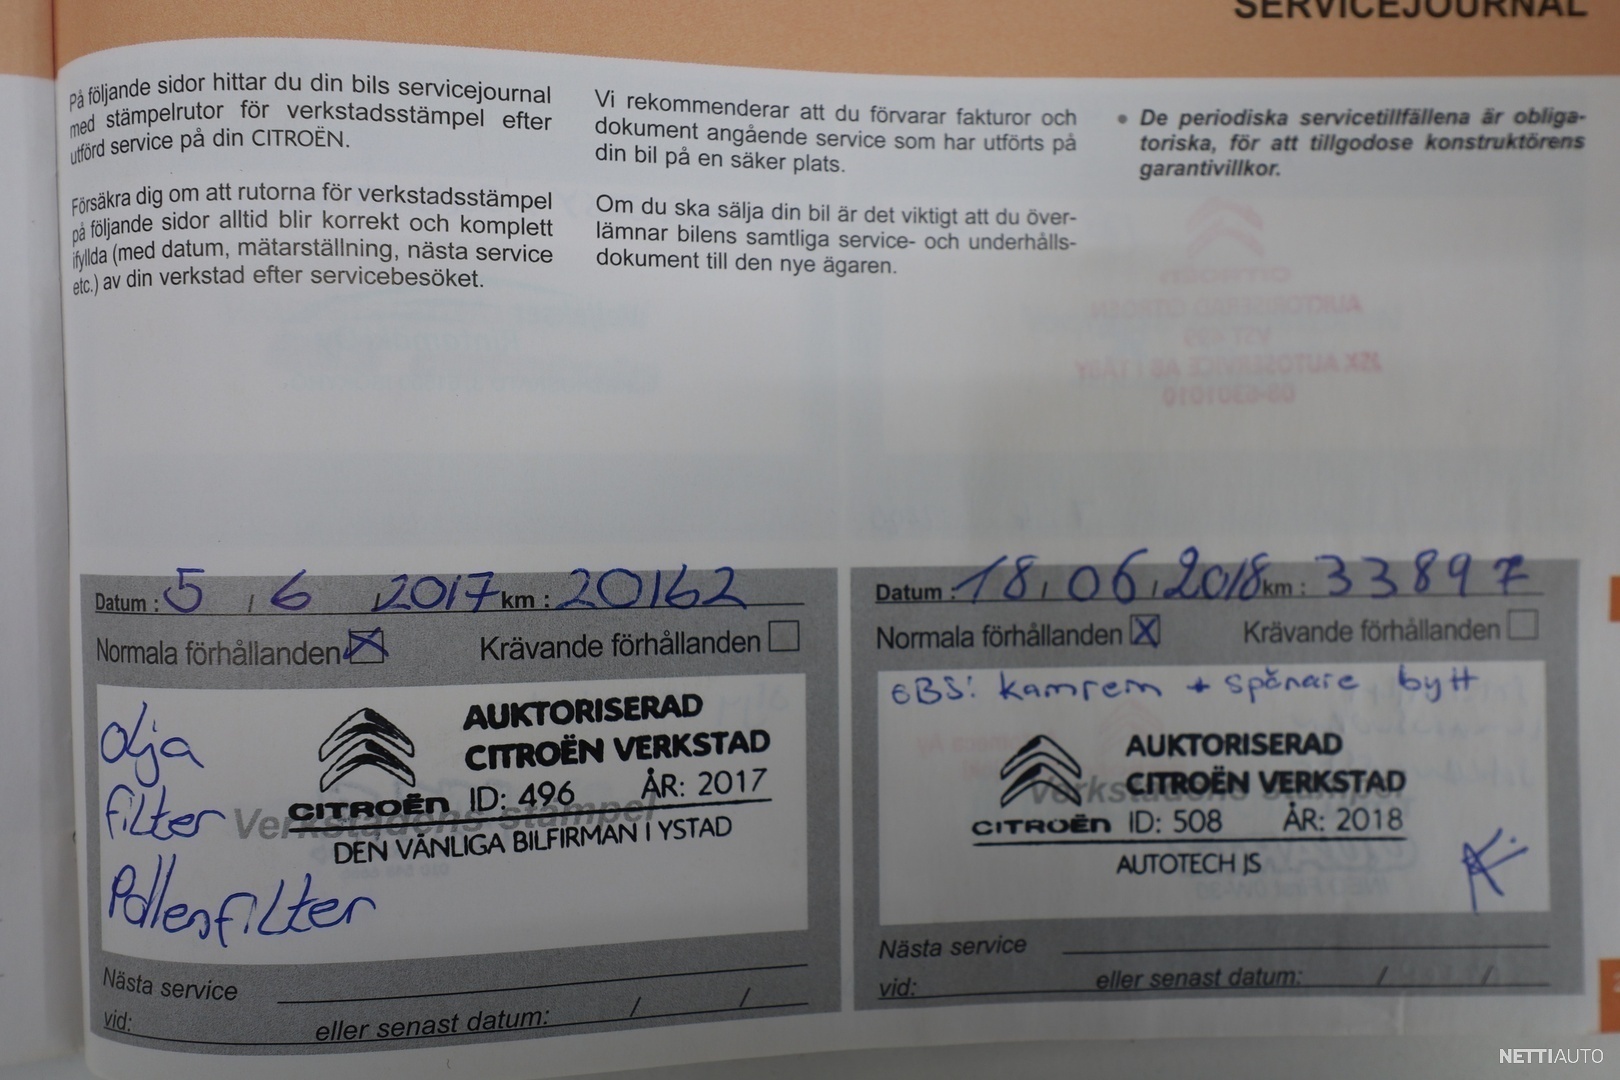 SERVICEJOURNAL
På följande sidor hittar du din bils servicejournal
med stämpelrutor för verkstadsstämpel efter
utförd service på din CITROËN.
Försäkra dig om att rutorna för verkstadsstämpel
på följande sidor alltid blir korrekt och komplett
ifyllda (med datum, mätarställning, nästa service
etc.) av din verkstad efter servicebesöket.
Vi rekommenderar att du förvarar fakturor och
dokument angående service som har utförts på
din bil på en säker plats.
Om du ska sälja din bil är det viktigt att du över-
lämnar bilens samtliga service- och underhålls-
dokument till den nye ägaren.
• De periodiska servicetillfällena är obliga-
toriska, för att tillgodose konstruktörens
garantivillkor.
Datum : 5 / 6 / 2017 km : 20162
Normala förhållanden Krävande förhållanden
Olja
filter
Pollenfilter
AUKTORISERAD
CITROËN VERKSTAD
CITROËN ID: 496 ÅR: 2017
Verkstadens stämpel
DEN VÄNLIGA BILFIRMAN I YSTAD
Nästa service
vid: eller senast datum: / /
Datum : 18 / 06 / 2018 km : 33897
Normala förhållanden X Krävande förhållanden
OBS: kamrem + spänare bytt
AUKTORISERAD
CITROËN VERKSTAD
Verkstadens stämpel
CITROËN ID: 508 ÅR: 2018
AUTOTECH JS
Nästa service
vid: eller senast datum: / /
NETTIAUTO